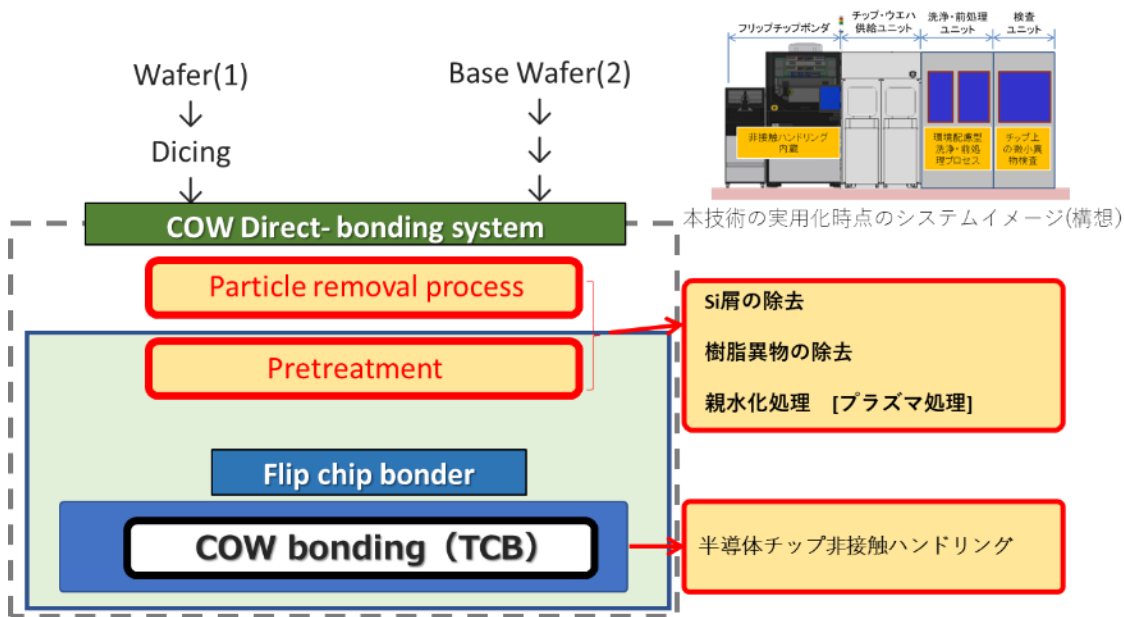 Wafer(1)
Dicing
Base Wafer(2)
フリップチップボンダ
チップ・ウエハ
供給ユニット
洗浄・前処理
ユニット
検査
ユニット
非接触ハンドリング
内蔵
環境配慮型
洗浄・前処
理プロセス
チップ上
の微小異
物検査
本技術の実用化時点のシステムイメージ(構想)
COW Direct- bonding system
Particle removal process
Pretreatment
Si屑の除去
樹脂異物の除去
親水化処理 [プラズマ処理]
Flip chip bonder
COW bonding（TCB）
半導体チップ非接触ハンドリング